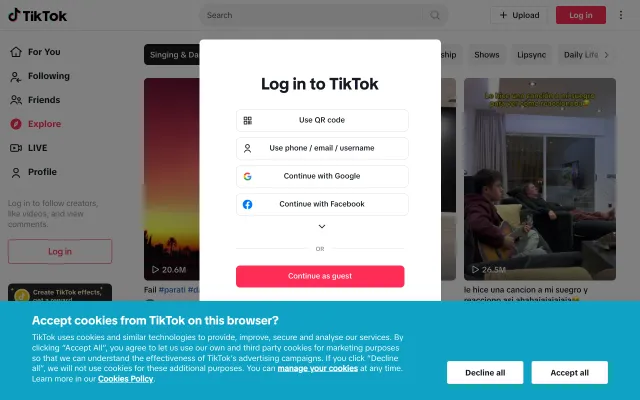 TikTok
Search
Upload
Log in
For You
Following
Friends
Explore
LIVE
Profile
Log in to follow creators,
like videos, and view
comments.
Log in
Create TikTok effects,
get a reward
Singing & Da
Shows
Lipsync
Daily Life
20.6M
Fail #parati #da
Le hice una canción a mi suegro y
26.5M
le hice una cancion a mi suegro y
reacciono asi ahahajajajaja
Log in to TikTok
Use QR code
Use phone / email / username
Continue with Google
Continue with Facebook
OR
Continue as guest
Accept cookies from TikTok on this browser?
TikTok uses cookies and similar technologies to provide, improve, secure and analyse our services. By
clicking "Accept All", you agree to let us use our own and third party cookies for marketing purposes
so that we can understand the effectiveness of TikTok's advertising campaigns. If you click "Decline
all", we will not use cookies for these additional purposes. You can manage your cookies at any time.
Learn more in our Cookies Policy.
Decline all
Accept all